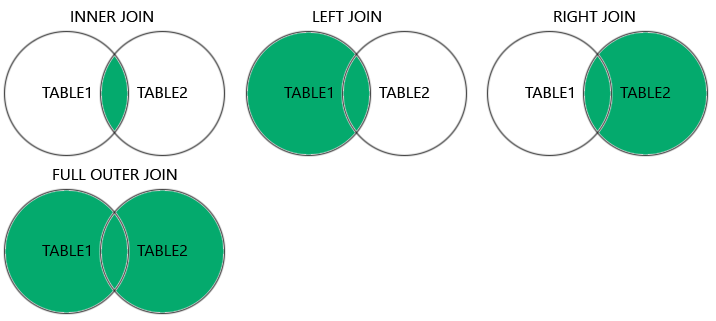 INNER JOIN
TABLE1 TABLE2
LEFT JOIN
TABLE1 TABLE2
RIGHT JOIN
TABLE1 TABLE2
FULL OUTER JOIN
TABLE1 TABLE2